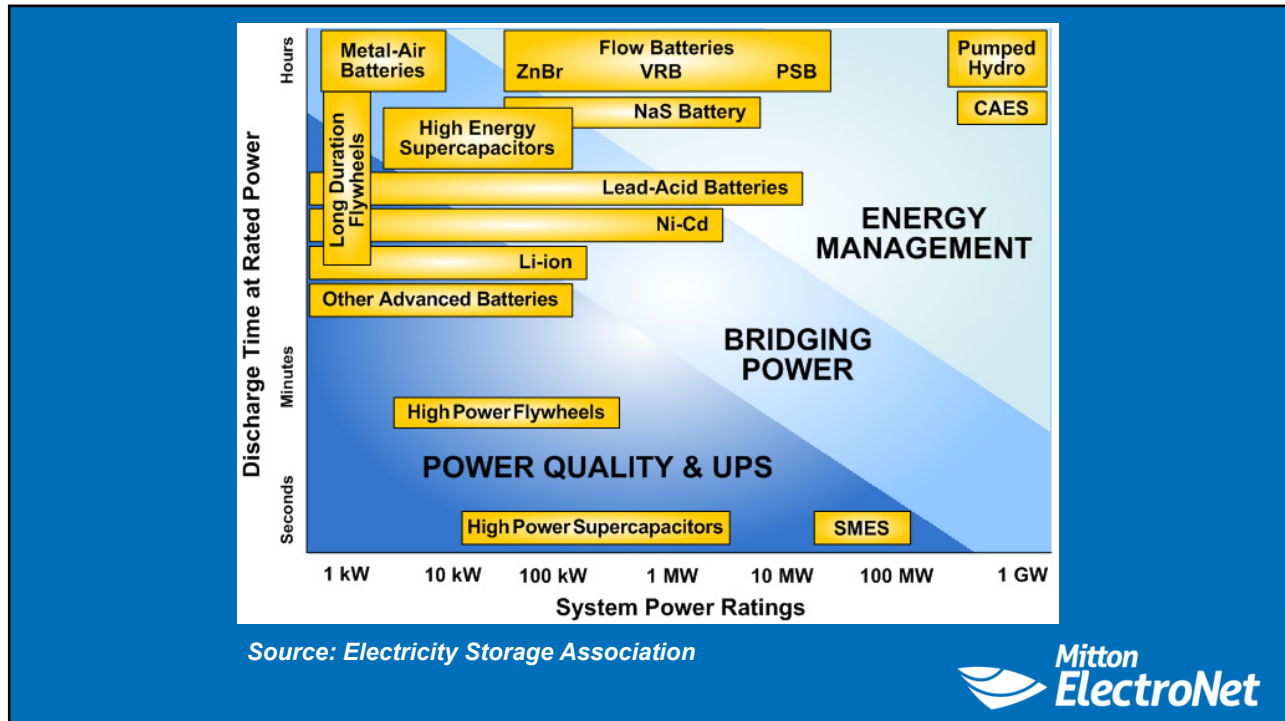 Metal-Air
Batteries
Flow Batteries
ZnBr VRB PSB
Pumped
Hydro
NaS Battery
CAES
High Energy
Supercapacitors
Long Duration
Flywheels
Lead-Acid Batteries
Ni-Cd
Li-ion
Other Advanced Batteries
ENERGY
MANAGEMENT
BRIDGING
POWER
High Power Flywheels
POWER QUALITY & UPS
High Power Supercapacitors
SMES
Discharge Time at Rated Power
Hours
Minutes
Seconds
1 kW 10 kW 100 kW 1 MW 10 MW 100 MW 1 GW
System Power Ratings
Source: Electricity Storage Association
Mitton
ElectroNet